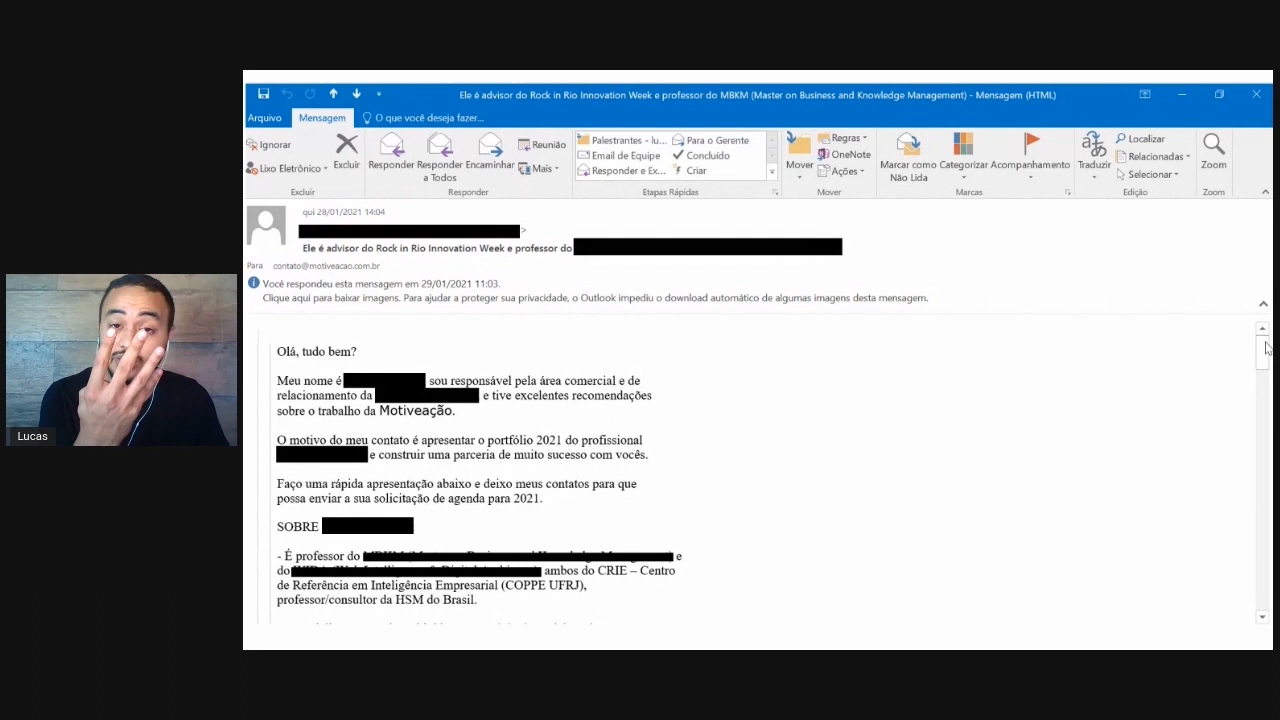 Ele é advisor do Rock in Rio Innovation Week e professor do MBKM (Master on Business and Knowledge Management) - Mensagem (HTML)
Arquivo Mensagem O que você deseja fazer...
Ignorar
Lixo Eletrônico
Excluir
Excluir
Responder
Responder a Todos
Encaminhar
Reunião
Mais
Responder
Palestrantes - lu...
Para o Gerente
Email de Equipe
Concluído
Responder e Ex...
Criar
Etapas Rápidas
Mover
Regras
OneNote
Ações
Mover
Marcar como Não Lida
Categorizar
Acompanhamento
Marcas
Traduzir
Localizar
Relacionadas
Selecionar
Edição
Zoom
Zoom
qui 28/01/2021 14:04
>
Ele é advisor do Rock in Rio Innovation Week e professor do
Para contato@motiveacao.com.br
Você respondeu esta mensagem em 29/01/2021 11:03.
Clique aqui para baixar imagens. Para ajudar a proteger sua privacidade, o Outlook impediu o download automático de algumas imagens desta mensagem.
Olá, tudo bem?
Meu nome é sou responsável pela área comercial e de
relacionamento da e tive excelentes recomendações
sobre o trabalho da Motiveação.
O motivo do meu contato é apresentar o portfólio 2021 do profissional
e construir uma parceria de muito sucesso com vocês.
Faço uma rápida apresentação abaixo e deixo meus contatos para que
possa enviar a sua solicitação de agenda para 2021.
SOBRE
- É professor do e
do ambos do CRIE – Centro
de Referência em Inteligência Empresarial (COPPE UFRJ),
professor/consultor da HSM do Brasil.
Lucas